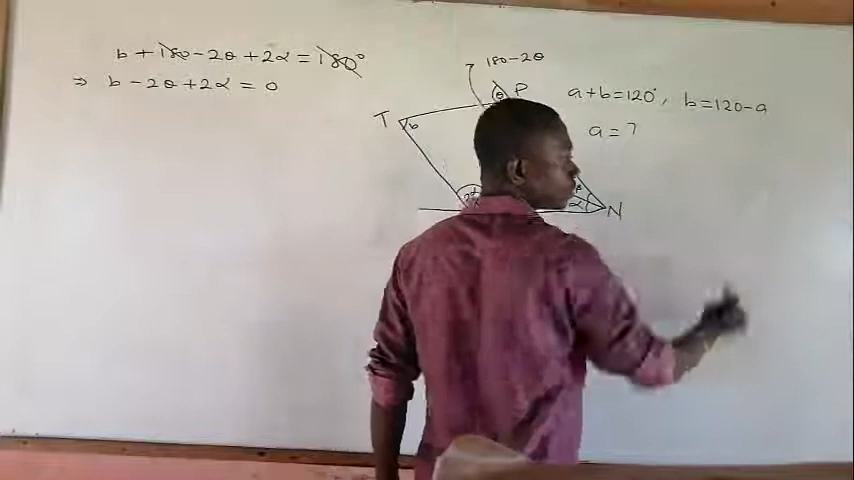 b + 180 - 2θ + 2α = 180°
⇒ b - 2θ + 2α = 0
180 - 2θ
θ P
a + b = 120°, b = 120 - a
T b
a = ?
α N